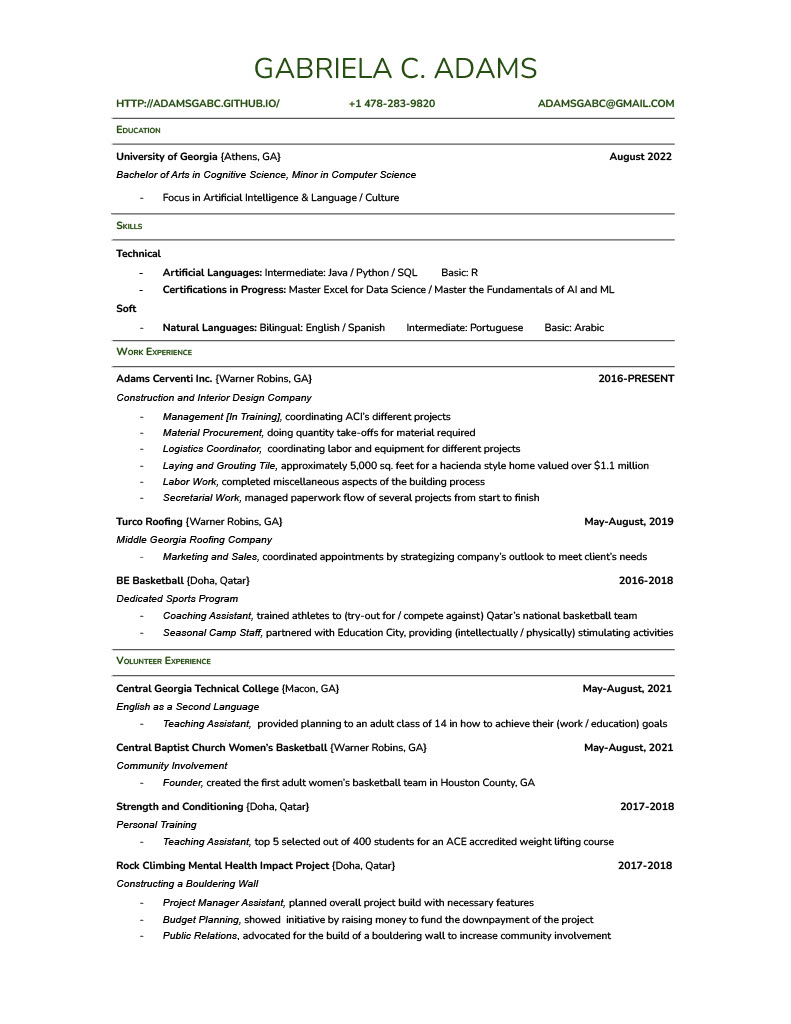 GABRIELA C. ADAMS
HTTP://ADAMSGABC.GITHUB.IO/ +1 478-283-9820 ADAMSGABC@GMAIL.COM
Education
University of Georgia {Athens, GA} August 2022
Bachelor of Arts in Cognitive Science, Minor in Computer Science
- Focus in Artificial Intelligence & Language / Culture
Skills
Technical
- Artificial Languages: Intermediate: Java / Python / SQL Basic: R
- Certifications in Progress: Master Excel for Data Science / Master the Fundamentals of AI and ML
Soft
- Natural Languages: Bilingual: English / Spanish Intermediate: Portuguese Basic: Arabic
Work Experience
Adams Cerventi Inc. {Warner Robins, GA} 2016-PRESENT
Construction and Interior Design Company
- Management [In Training], coordinating ACI's different projects
- Material Procurement, doing quantity take-offs for material required
- Logistics Coordinator, coordinating labor and equipment for different projects
- Laying and Grouting Tile, approximately 5,000 sq. feet for a hacienda style home valued over $1.1 million
- Labor Work, completed miscellaneous aspects of the building process
- Secretarial Work, managed paperwork flow of several projects from start to finish
Turco Roofing {Warner Robins, GA} May-August, 2019
Middle Georgia Roofing Company
- Marketing and Sales, coordinated appointments by strategizing company's outlook to meet client's needs
BE Basketball {Doha, Qatar} 2016-2018
Dedicated Sports Program
- Coaching Assistant, trained athletes to (try-out for / compete against) Qatar's national basketball team
- Seasonal Camp Staff, partnered with Education City, providing (intellectually / physically) stimulating activities
Volunteer Experience
Central Georgia Technical College {Macon, GA} May-August, 2021
English as a Second Language
- Teaching Assistant, provided planning to an adult class of 14 in how to achieve their (work / education) goals
Central Baptist Church Women's Basketball {Warner Robins, GA} May-August, 2021
Community Involvement
- Founder, created the first adult women's basketball team in Houston County, GA
Strength and Conditioning {Doha, Qatar} 2017-2018
Personal Training
- Teaching Assistant, top 5 selected out of 400 students for an ACE accredited weight lifting course
Rock Climbing Mental Health Impact Project {Doha, Qatar} 2017-2018
Constructing a Bouldering Wall
- Project Manager Assistant, planned overall project build with necessary features
- Budget Planning, showed initiative by raising money to fund the downpayment of the project
- Public Relations, advocated for the build of a bouldering wall to increase community involvement